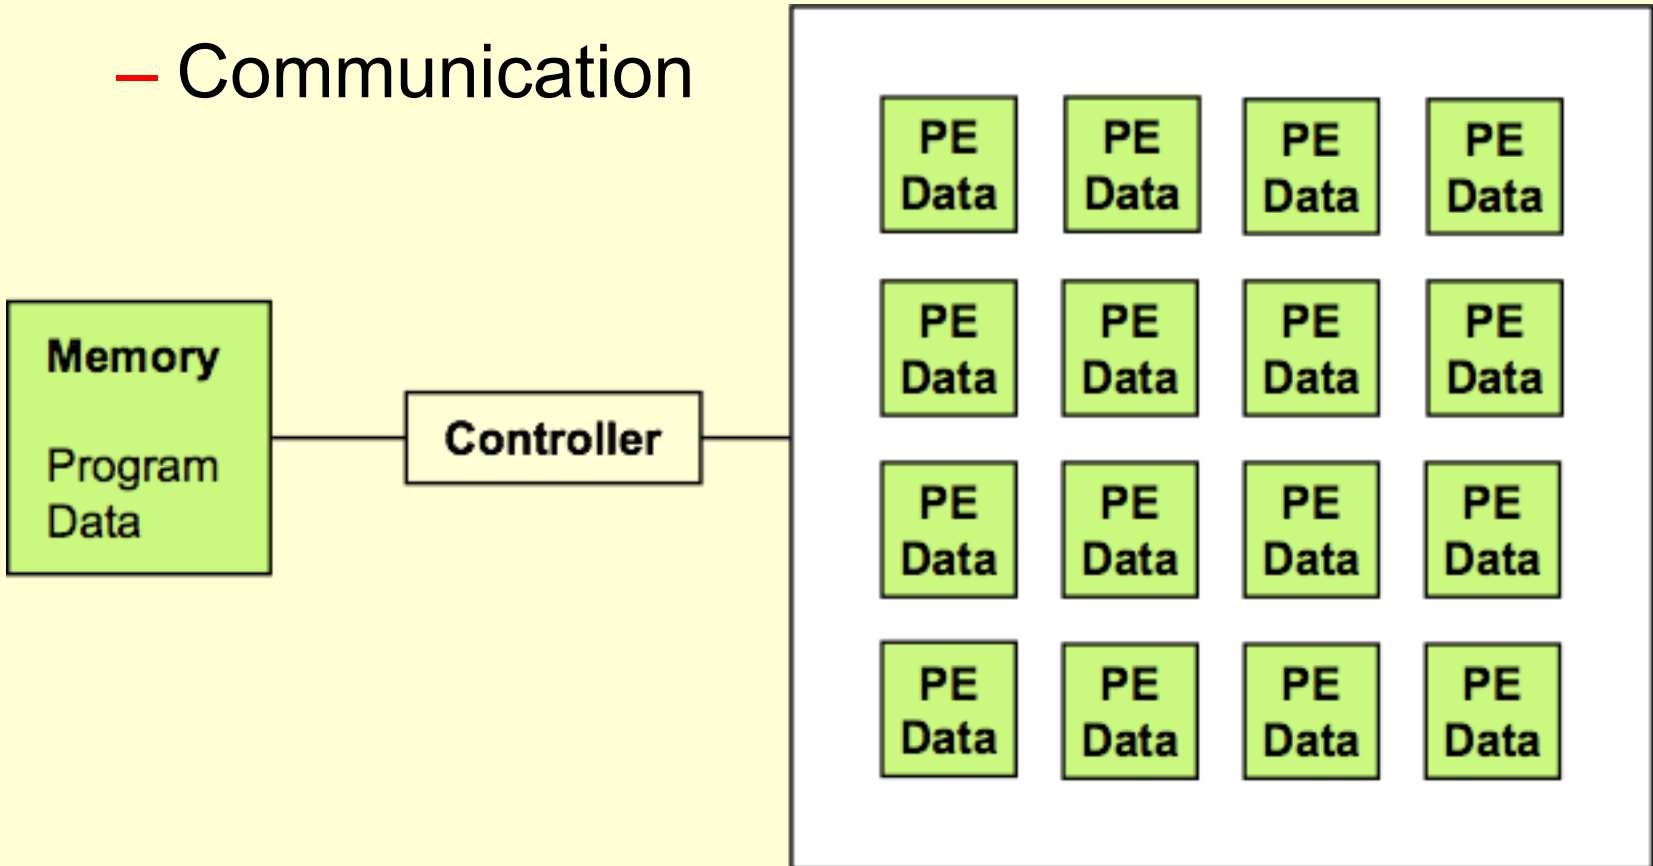 – Communication
Memory
Program
Data
Controller
PE
Data
PE
Data
PE
Data
PE
Data
PE
Data
PE
Data
PE
Data
PE
Data
PE
Data
PE
Data
PE
Data
PE
Data
PE
Data
PE
Data
PE
Data
PE
Data